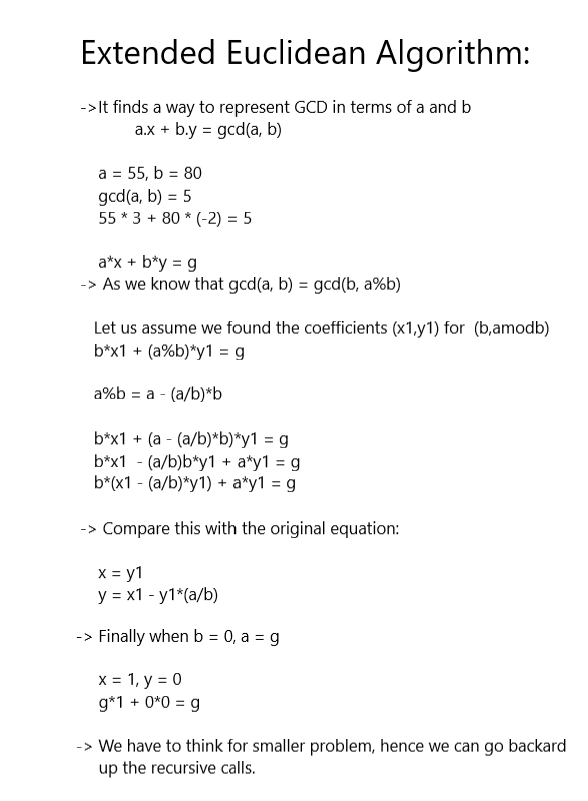 Extended Euclidean Algorithm:
->It finds a way to represent GCD in terms of a and b
a.x + b.y = gcd(a, b)
a = 55, b = 80
gcd(a, b) = 5
55 * 3 + 80 * (-2) = 5
a*x + b*y = g
-> As we know that gcd(a, b) = gcd(b, a%b)
Let us assume we found the coefficients (x1,y1) for (b,amodb)
b*x1 + (a%b)*y1 = g
a%b = a - (a/b)*b
b*x1 + (a - (a/b)*b)*y1 = g
b*x1 - (a/b)b*y1 + a*y1 = g
b*(x1 - (a/b)*y1) + a*y1 = g
-> Compare this with the original equation:
x = y1
y = x1 - y1*(a/b)
-> Finally when b = 0, a = g
x = 1, y = 0
g*1 + 0*0 = g
-> We have to think for smaller problem, hence we can go backard
up the recursive calls.